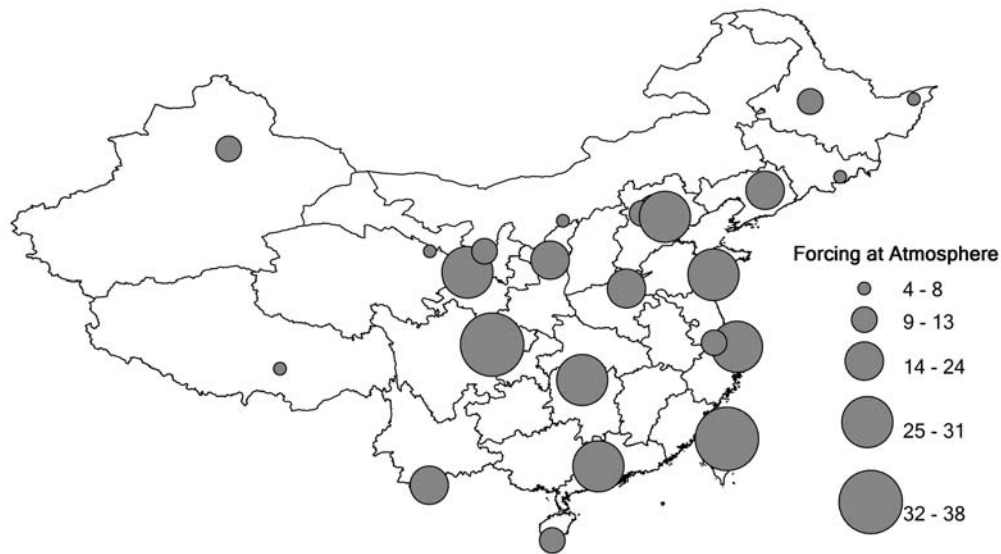 Forcing at Atmosphere
4 - 8
9 - 13
14 - 24
25 - 31
32 - 38